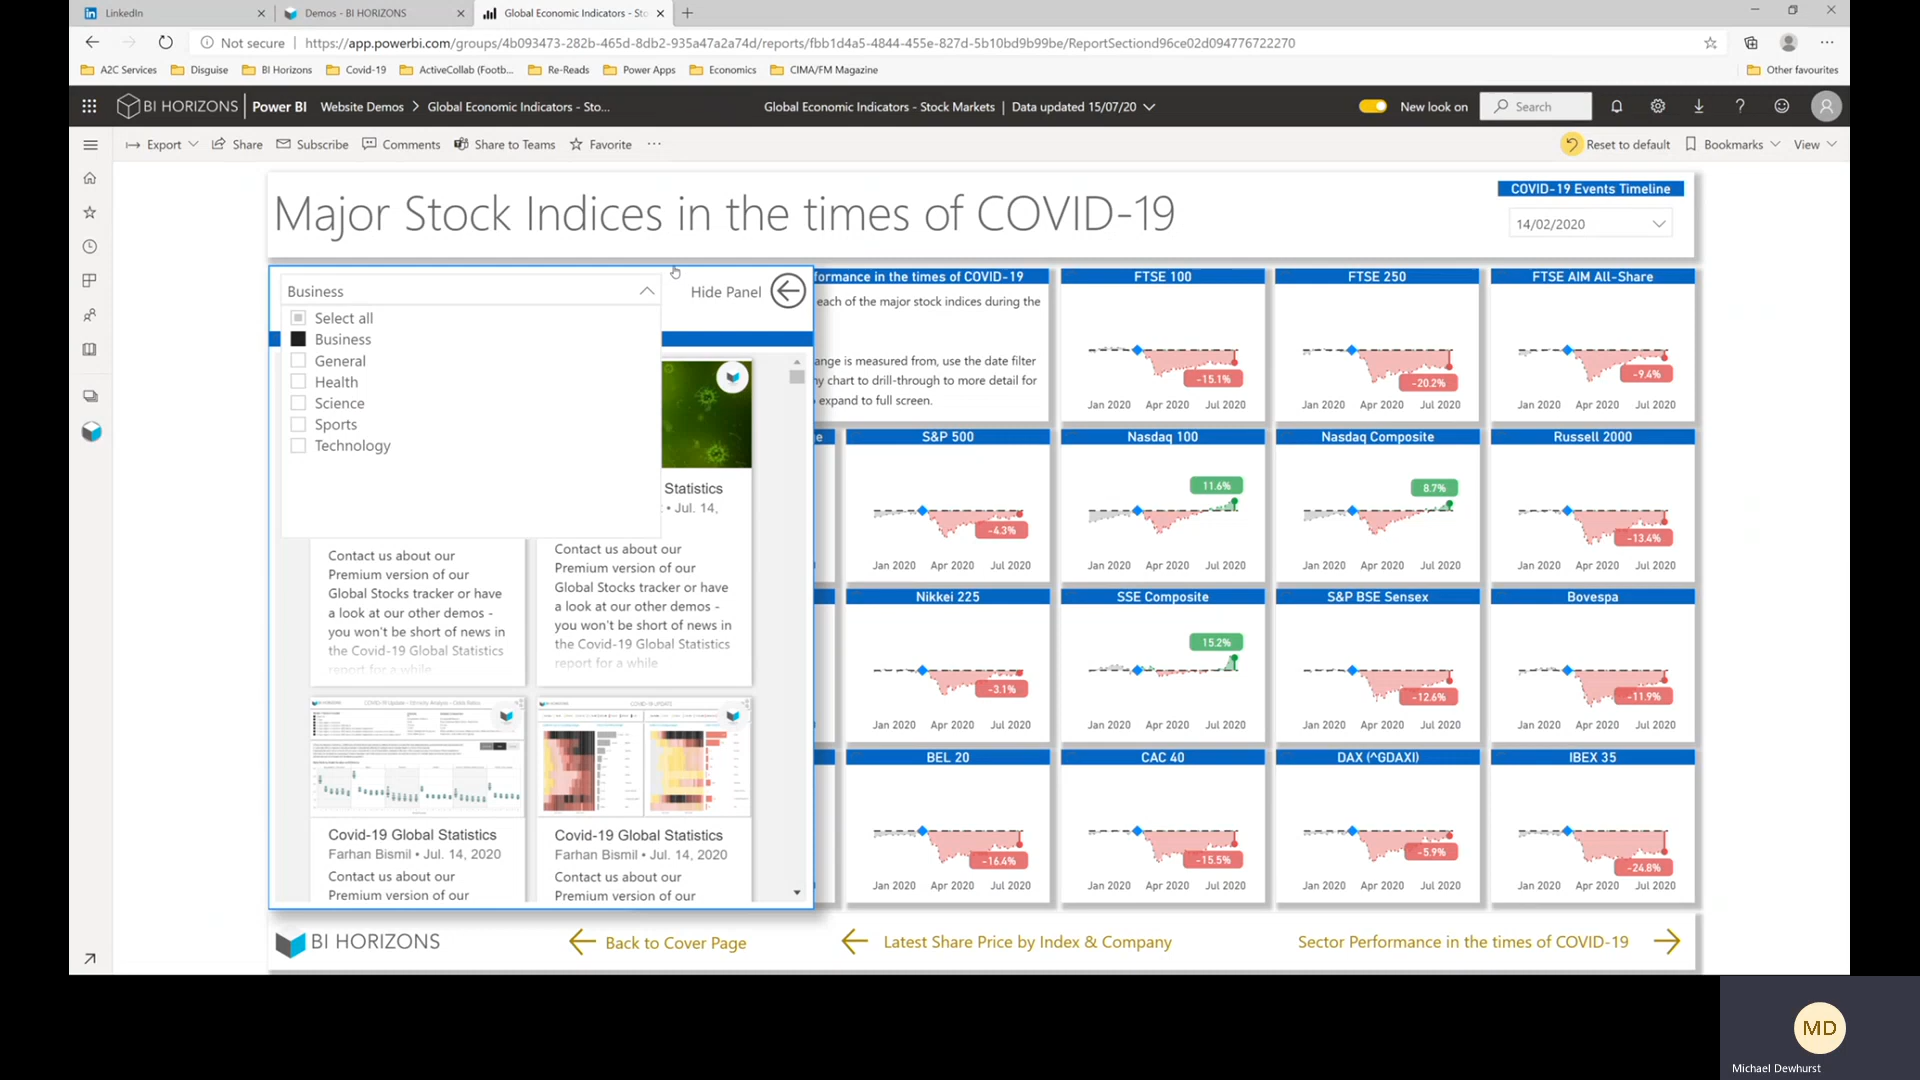 LinkedIn
Demos - BI HORIZONS
Global Economic Indicators - Sto
Not secure
https://app.powerbi.com/groups/4b093473-282b-465d-8db2-935a47a2a74d/reports/fbb1d4a5-4844-455e-827d-5b10bd9b99be/ReportSectiond96ce02d094776722270
A2C Services
Disguise
BI Horizons
Covid-19
ActiveCollab (Footb...
Re-Reads
Power Apps
Economics
CIMA/FM Magazine
Other favourites
BI HORIZONS
Power BI
Website Demos > Global Economic Indicators - Sto...
Global Economic Indicators - Stock Markets | Data updated 15/07/20
New look on
Search
Export
Share
Subscribe
Comments
Share to Teams
Favorite
...
Reset to default
Bookmarks
View
Major Stock Indices in the times of COVID-19
COVID-19 Events Timeline
14/02/2020
Business
Hide Panel
Select all
Business
General
Health
Science
Sports
Technology
Statistics
• Jul. 14,
Contact us about our
Premium version of our
Global Stocks tracker or have
a look at our other demos -
you won't be short of news in
the Covid-19 Global Statistics
report for a while
Contact us about our
Premium version of our
Global Stocks tracker or have
a look at our other demos -
you won't be short of news in
the Covid-19 Global Statistics
report for a while
Covid-19 Global Statistics
Farhan Bismil • Jul. 14, 2020
Contact us about our
Premium version of our
Covid-19 Global Statistics
Farhan Bismil • Jul. 14, 2020
Contact us about our
Premium version of our
formance in the times of COVID-19
each of the major stock indices during the
ange is measured from, use the date filter
ny chart to drill-through to more detail for
expand to full screen.
FTSE 100
-15.1%
Jan 2020 Apr 2020 Jul 2020
FTSE 250
-20.2%
Jan 2020 Apr 2020 Jul 2020
FTSE AIM All-Share
-9.4%
Jan 2020 Apr 2020 Jul 2020
S&P 500
-4.3%
Jan 2020 Apr 2020 Jul 2020
Nasdaq 100
11.6%
Jan 2020 Apr 2020 Jul 2020
Nasdaq Composite
8.7%
Jan 2020 Apr 2020 Jul 2020
Russell 2000
-13.4%
Jan 2020 Apr 2020 Jul 2020
Nikkei 225
-3.1%
Jan 2020 Apr 2020 Jul 2020
SSE Composite
15.2%
Jan 2020 Apr 2020 Jul 2020
S&P BSE Sensex
-12.6%
Jan 2020 Apr 2020 Jul 2020
Bovespa
-11.9%
Jan 2020 Apr 2020 Jul 2020
BEL 20
-16.4%
Jan 2020 Apr 2020 Jul 2020
CAC 40
-15.5%
Jan 2020 Apr 2020 Jul 2020
DAX (^GDAXI)
-5.9%
Jan 2020 Apr 2020 Jul 2020
IBEX 35
-24.8%
Jan 2020 Apr 2020 Jul 2020
BI HORIZONS
Back to Cover Page
Latest Share Price by Index & Company
Sector Performance in the times of COVID-19
MD
Michael Dewhurst